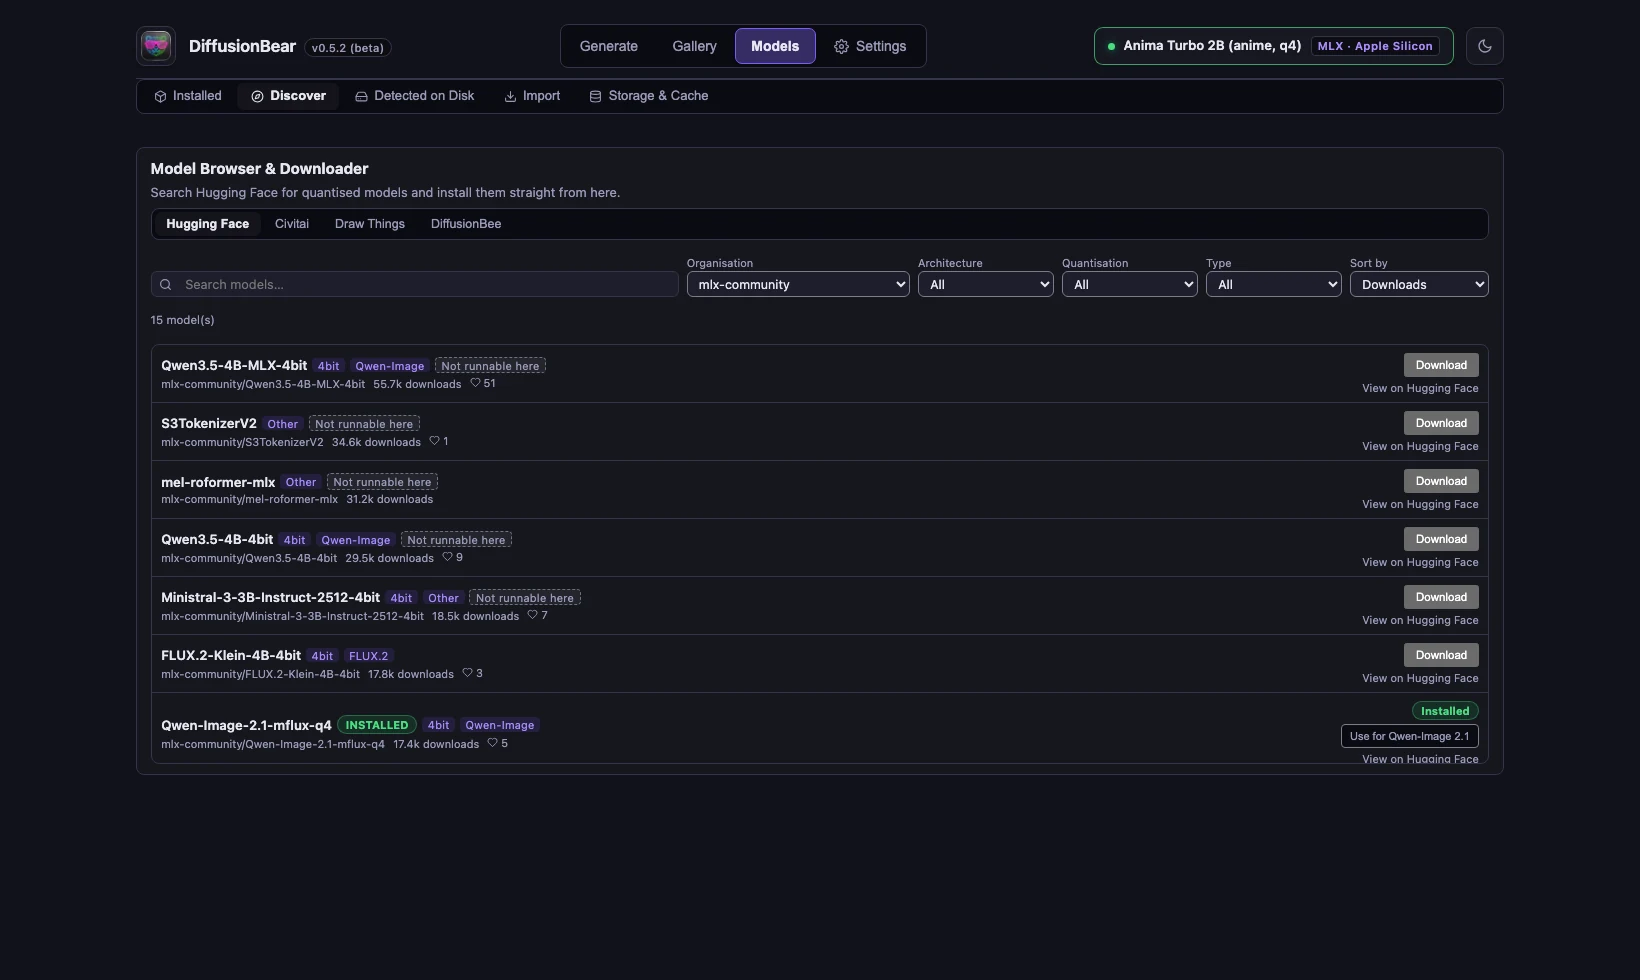 DiffusionBear v0.5.2 (beta)
Generate Gallery Models Settings
Anima Turbo 2B (anime, q4) MLX · Apple Silicon
Installed Discover Detected on Disk Import Storage & Cache
Model Browser & Downloader
Search Hugging Face for quantised models and install them straight from here.
Hugging Face Civitai Draw Things DiffusionBee
Organisation Architecture Quantisation Type Sort by
Search models... mlx-community All All All Downloads
15 model(s)
Qwen3.5-4B-MLX-4bit 4bit Qwen-Image Not runnable here Download
mlx-community/Qwen3.5-4B-MLX-4bit 55.7k downloads ♡ 51 View on Hugging Face
S3TokenizerV2 Other Not runnable here Download
mlx-community/S3TokenizerV2 34.6k downloads ♡ 1 View on Hugging Face
mel-roformer-mlx Other Not runnable here Download
mlx-community/mel-roformer-mlx 31.2k downloads View on Hugging Face
Qwen3.5-4B-4bit 4bit Qwen-Image Not runnable here Download
mlx-community/Qwen3.5-4B-4bit 29.5k downloads ♡ 9 View on Hugging Face
Ministral-3-3B-Instruct-2512-4bit 4bit Other Not runnable here Download
mlx-community/Ministral-3-3B-Instruct-2512-4bit 18.5k downloads ♡ 7 View on Hugging Face
FLUX.2-Klein-4B-4bit 4bit FLUX.2 Download
mlx-community/FLUX.2-Klein-4B-4bit 17.8k downloads ♡ 3 View on Hugging Face
Installed
Qwen-Image-2.1-mflux-q4 INSTALLED 4bit Qwen-Image Use for Qwen-Image 2.1
mlx-community/Qwen-Image-2.1-mflux-q4 17.4k downloads ♡ 5 View on Hugging Face